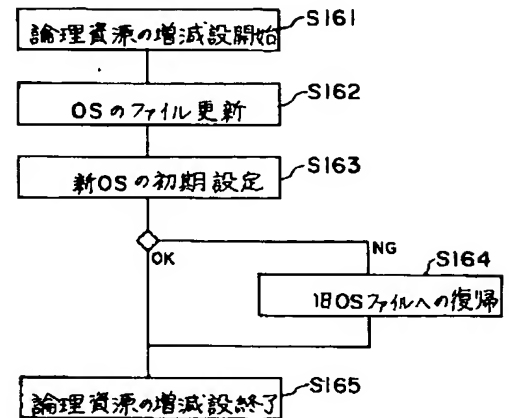 論理資源の増減設開始
S161
OSのファイル更新
S162
新OSの初期設定
S163
OK
NG
S164
旧OSファイルへの復帰
論理資源の増減設終了
S165